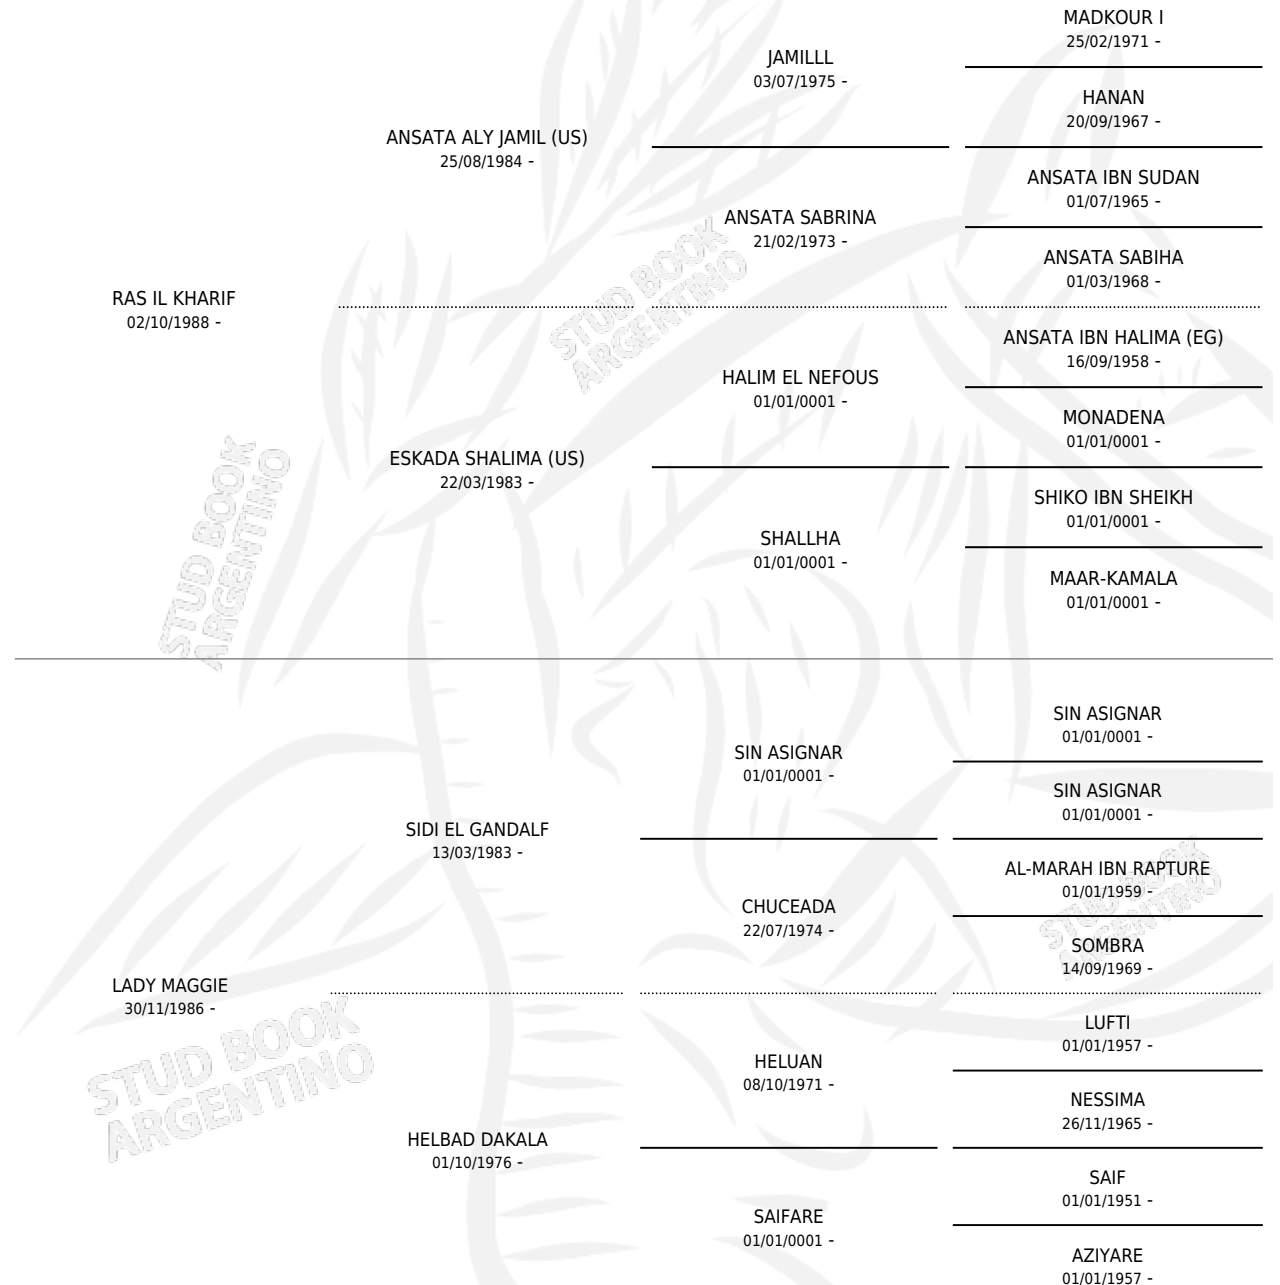 MADKOUR I
25/02/1971 -
JAMILLL
03/07/1975 -
HANAN
20/09/1967 -
ANSATA ALY JAMIL (US)
25/08/1984 -
ANSATA IBN SUDAN
01/07/1965 -
ANSATA SABRINA
21/02/1973 -
ANSATA SABIHA
01/03/1968 -
RAS IL KHARIF
02/10/1988 -
STUD BOOK
ARGENTINO
ANSATA IBN HALIMA (EG)
16/09/1958 -
HALIM EL NEFOUS
01/01/0001 -
MONADENA
01/01/0001 -
ESKADA SHALIMA (US)
22/03/1983 -
SHIKO IBN SHEIKH
01/01/0001 -
SHALLHA
01/01/0001 -
MAAR-KAMALA
01/01/0001 -
STUD BOOK
ARGENTINO
SIN ASIGNAR
01/01/0001 -
SIN ASIGNAR
01/01/0001 -
SIN ASIGNAR
01/01/0001 -
SIDI EL GANDALF
13/03/1983 -
AL-MARAH IBN RAPTURE
01/01/1959 -
CHUCEADA
22/07/1974 -
SOMBRA
14/09/1969 -
STUD BOOK
ARGENTINO
LADY MAGGIE
30/11/1986 -
LUFTI
01/01/1957 -
HELUAN
08/10/1971 -
NESSIMA
26/11/1965 -
STUD BOOK
ARGENTINO
HELBAD DAKALA
01/10/1976 -
SAIF
01/01/1951 -
SAIFARE
01/01/0001 -
AZIYARE
01/01/1957 -